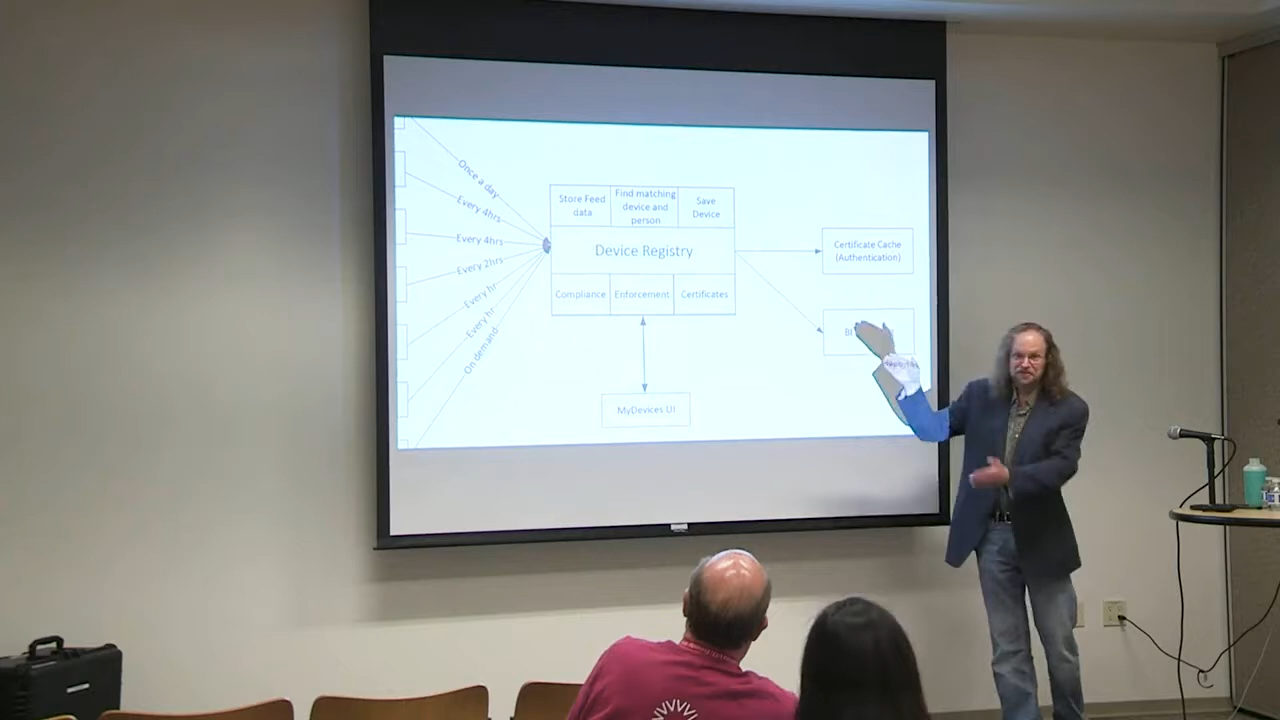 Once a day
Every 4hrs
Every 4hrs
Every 2hrs
Every hr
Every hr
On demand
Store Feed
data
Find matching
device and
person
Save
Device
Device Registry
Compliance
Enforcement
Certificates
MyDevices UI
Certificate Cache
(Authentication)